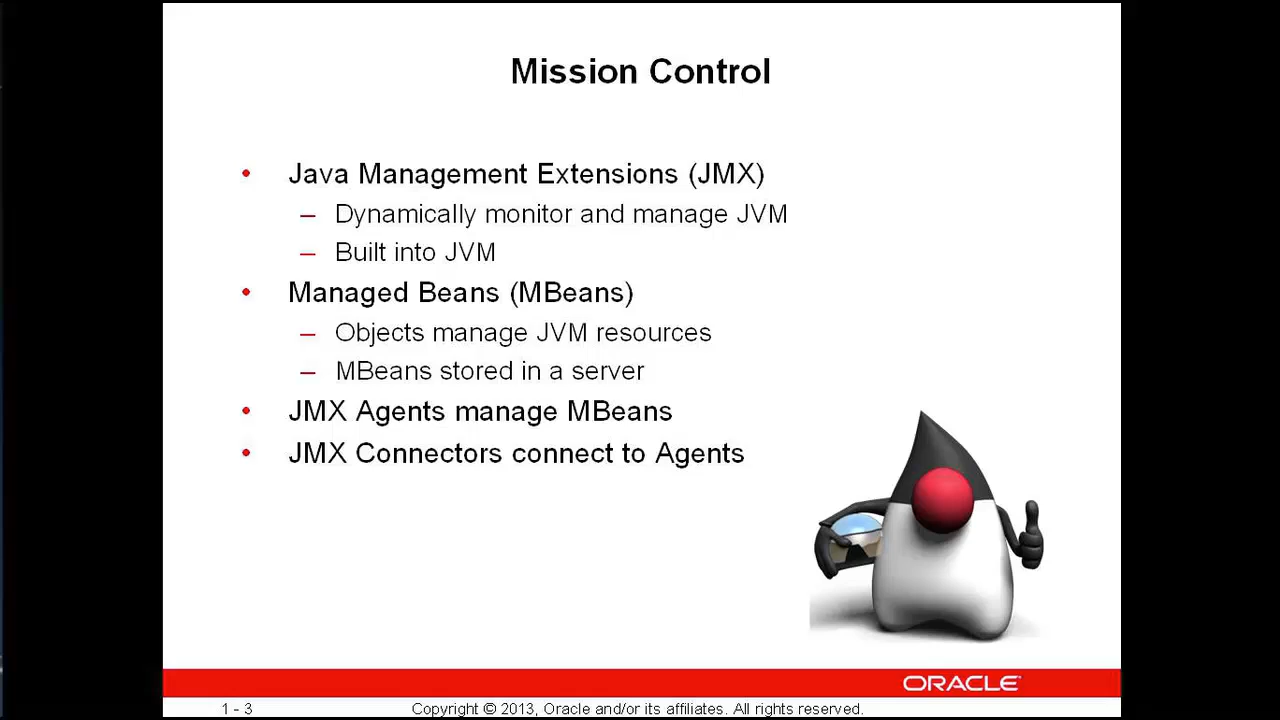 Mission Control
• Java Management Extensions (JMX)
– Dynamically monitor and manage JVM
– Built into JVM
• Managed Beans (MBeans)
– Objects manage JVM resources
– MBeans stored in a server
• JMX Agents manage MBeans
• JMX Connectors connect to Agents
ORACLE
1 - 3
Copyright © 2013, Oracle and/or its affiliates. All rights reserved.